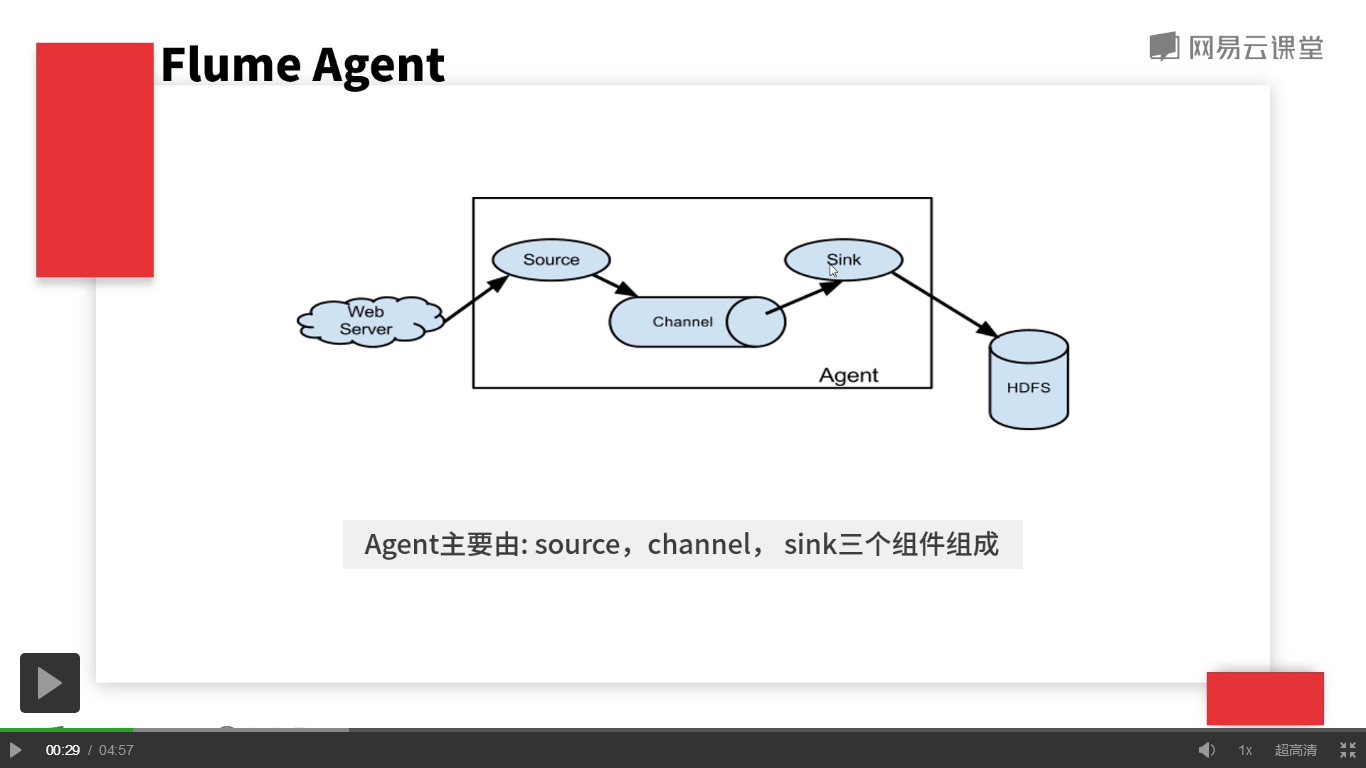 Flume Agent
网易云课堂
Source
Sink
Web
Server
Channel
Agent
HDFS
Agent主要由: source，channel， sink三个组件组成
00:29 / 04:57
1x
超高清